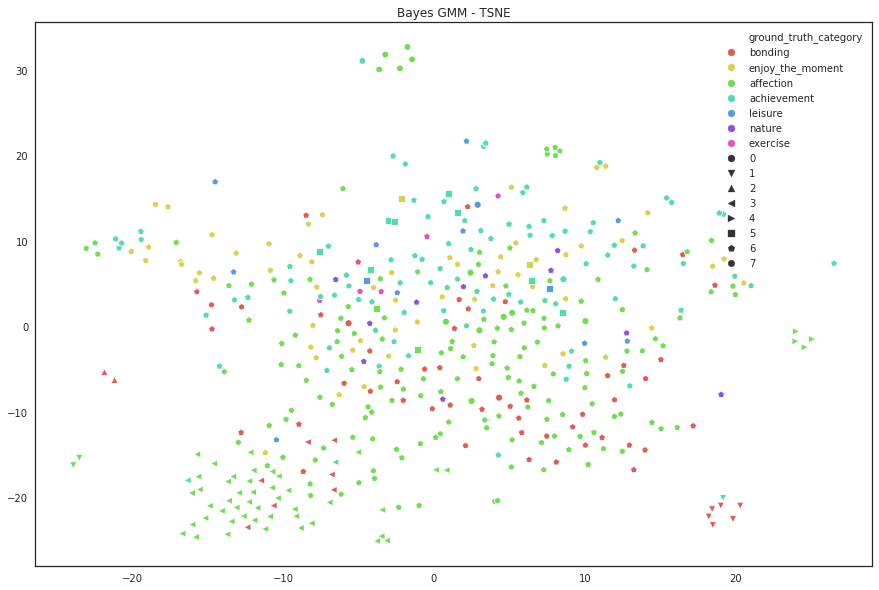 Bayes GMM - TSNE
ground_truth_category
bonding
enjoy_the_moment
affection
achievement
leisure
nature
exercise
0
1
2
3
4
5
6
7
30
20
10
0
−10
−20
−20 −10 0 10 20